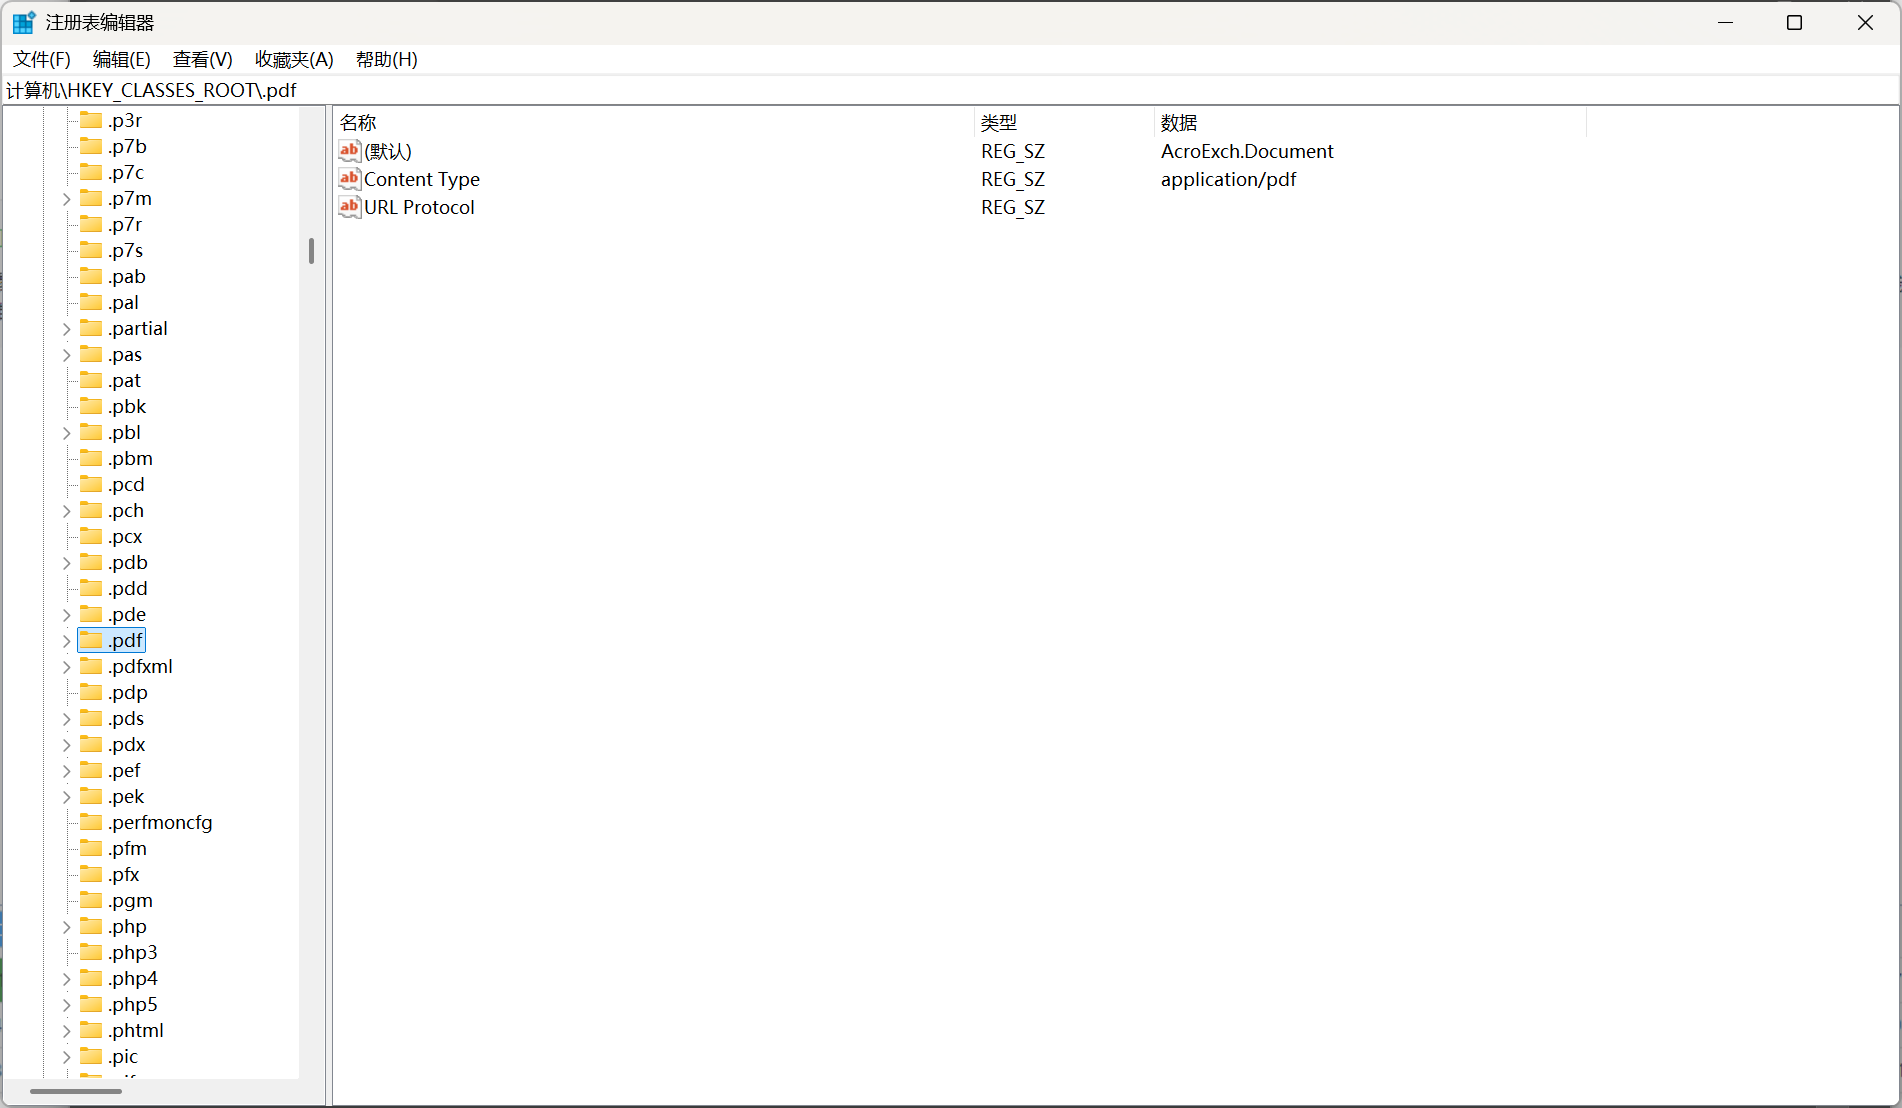 注册表编辑器
文件(F) 编辑(E) 查看(V) 收藏夹(A) 帮助(H)
计算机\HKEY_CLASSES_ROOT\.pdf
.p3r
.p7b
.p7c
.p7m
.p7r
.p7s
.pab
.pal
.partial
.pas
.pat
.pbk
.pbl
.pbm
.pcd
.pch
.pcx
.pdb
.pdd
.pde
.pdf
.pdfxml
.pdp
.pds
.pdx
.pef
.pek
.perfmoncfg
.pfm
.pfx
.pgm
.php
.php3
.php4
.php5
.phtml
.pic
名称 类型 数据
ab (默认) REG_SZ AcroExch.Document
ab Content Type REG_SZ application/pdf
ab URL Protocol REG_SZ